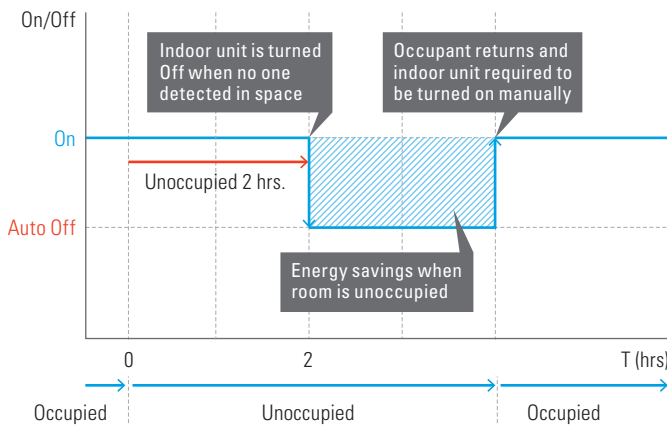 On/Off
Indoor unit is turned
Off when no one
detected in space
Occupant returns and
indoor unit required to
be turned on manually
On
Unoccupied 2 hrs.
Auto Off
Energy savings when
room is unoccupied
0
2
T (hrs)
Occupied
Unoccupied
Occupied